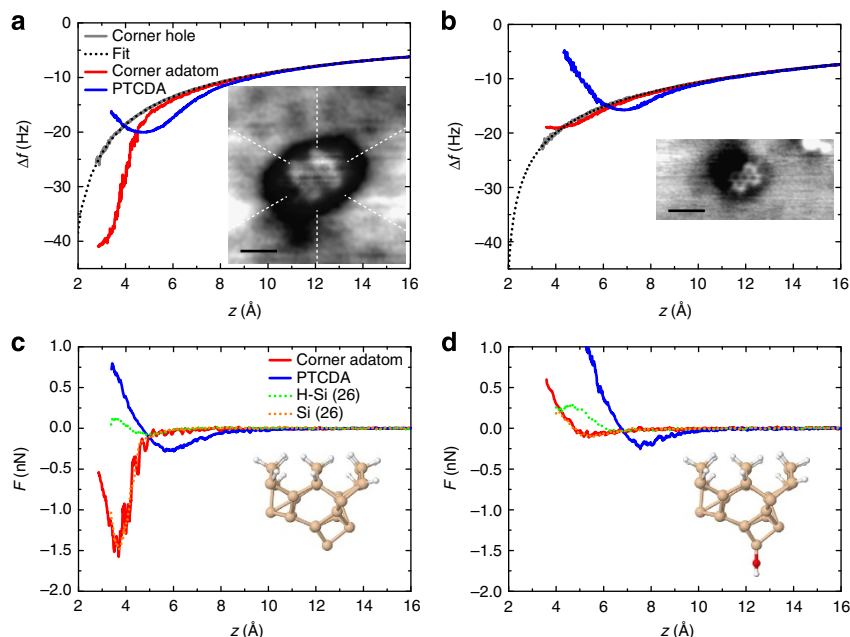 a
0
−10
−20
−30
−40
Δf (Hz)
Corner hole
Fit
Corner adatom
PTCDA
2 4 6 8 10 12 14 16
z (Å)
b
0
−10
−20
−30
−40
Δf (Hz)
2 4 6 8 10 12 14 16
z (Å)
c
1.0
0.5
0.0
−0.5
−1.0
−1.5
−2.0
F (nN)
Corner adatom
PTCDA
H-Si (26)
Si (26)
2 4 6 8 10 12 14 16
z (Å)
d
1.0
0.5
0.0
−0.5
−1.0
−1.5
−2.0
F (nN)
2 4 6 8 10 12 14 16
z (Å)